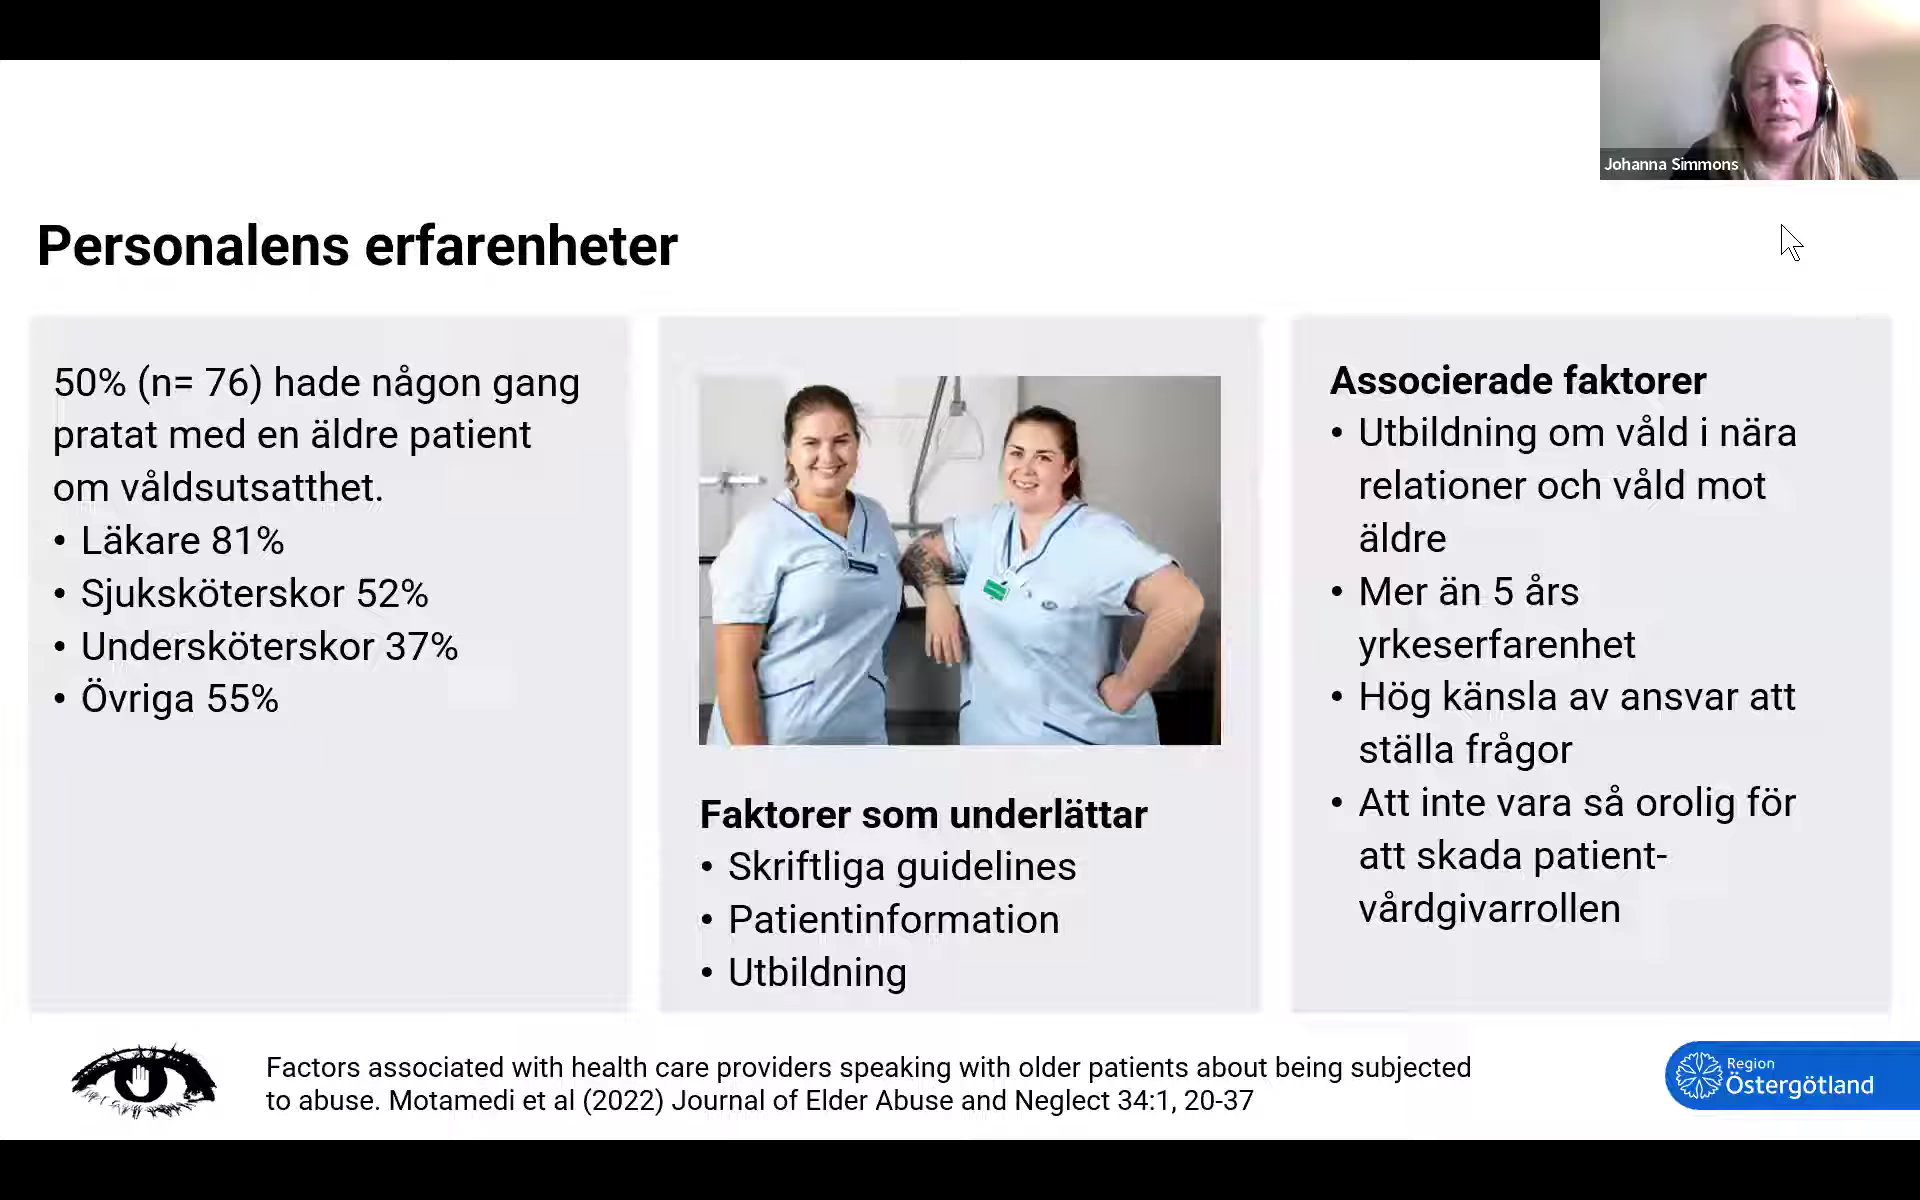 Johanna Simmons
Personalens erfarenheter
50% (n= 76) hade någon gang
pratat med en äldre patient
om våldsutsatthet.
• Läkare 81%
• Sjuksköterskor 52%
• Undersköterskor 37%
• Övriga 55%
Faktorer som underlättar
• Skriftliga guidelines
• Patientinformation
• Utbildning
Associerade faktorer
• Utbildning om våld i nära
relationer och våld mot
äldre
• Mer än 5 års
yrkeserfarenhet
• Hög känsla av ansvar att
ställa frågor
• Att inte vara så orolig för
att skada patient-
vårdgivarrollen
Factors associated with health care providers speaking with older patients about being subjected
to abuse. Motamedi et al (2022) Journal of Elder Abuse and Neglect 34:1, 20-37
Region
Östergötland